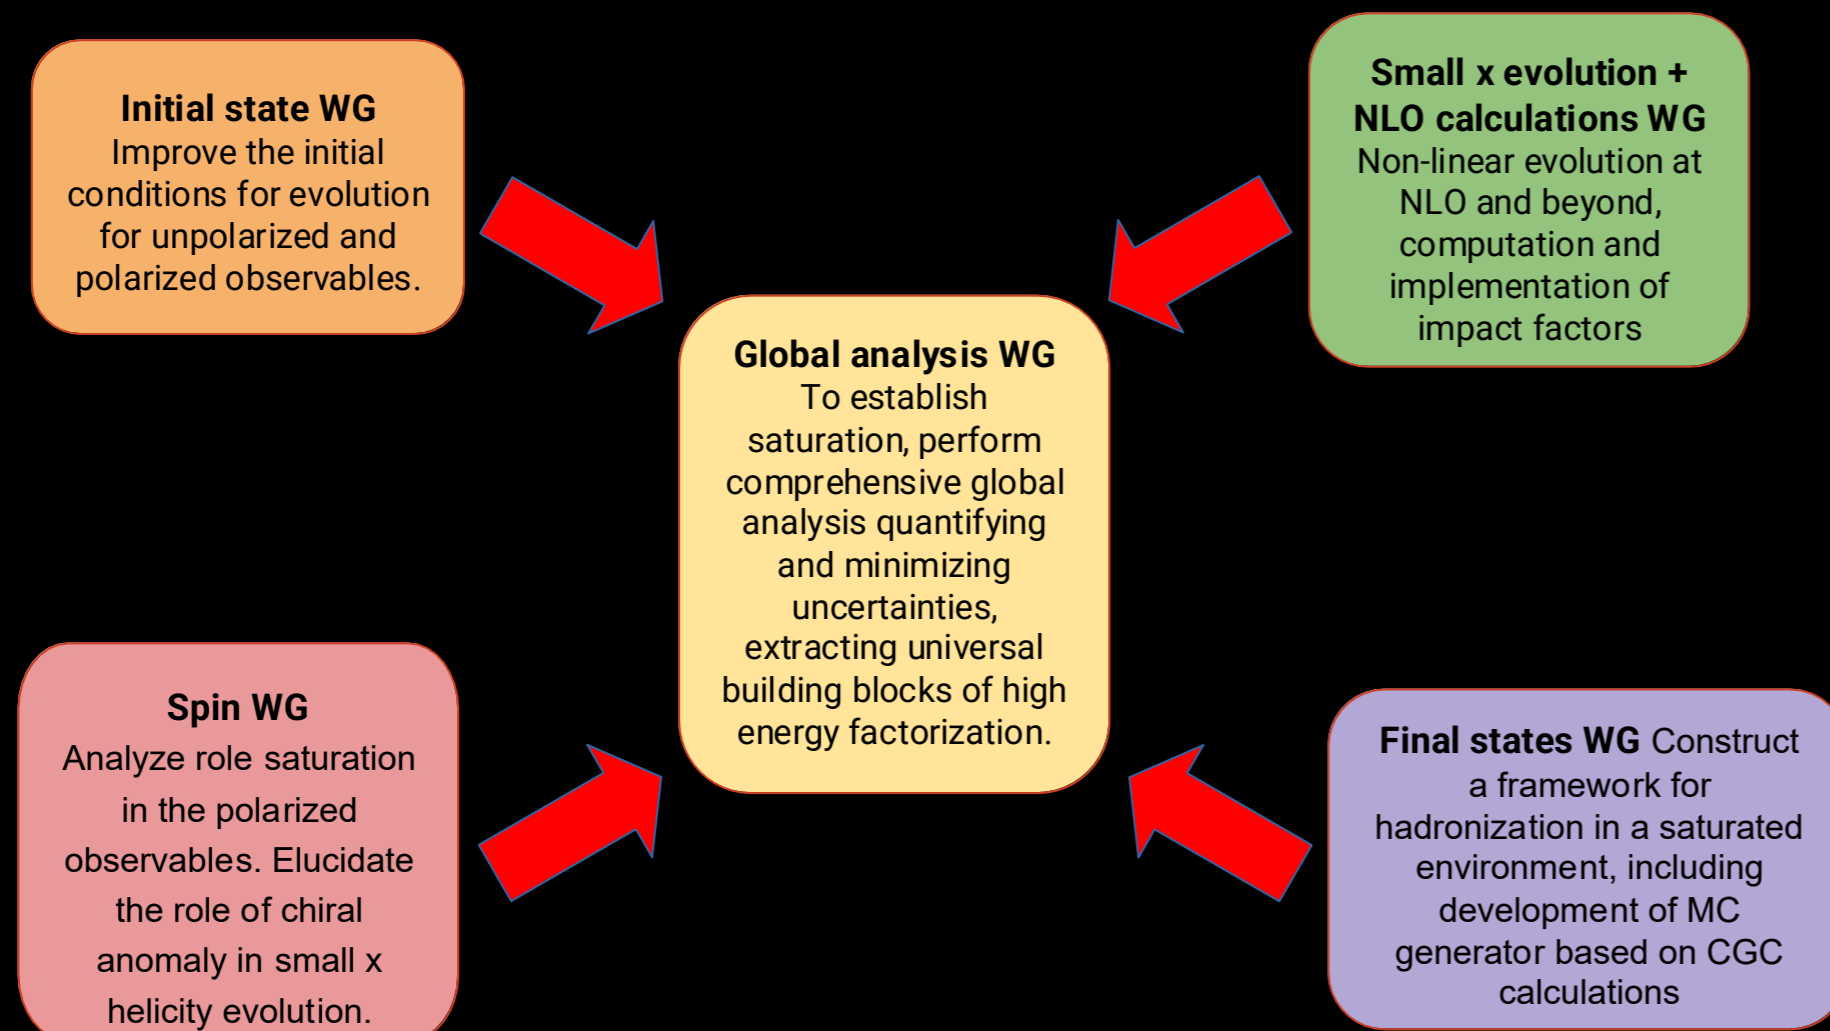 Initial state WG
Improve the initial
conditions for evolution
for unpolarized and
polarized observables.
Small x evolution +
NLO calculations WG
Non-linear evolution at
NLO and beyond,
computation and
implementation of
impact factors
Global analysis WG
To establish
saturation, perform
comprehensive global
analysis quantifying
and minimizing
uncertainties,
extracting universal
building blocks of high
energy factorization.
Spin WG
Analyze role saturation
in the polarized
observables. Elucidate
the role of chiral
anomaly in small x
helicity evolution.
Final states WG Construct
a framework for
hadronization in a saturated
environment, including
development of MC
generator based on CGC
calculations